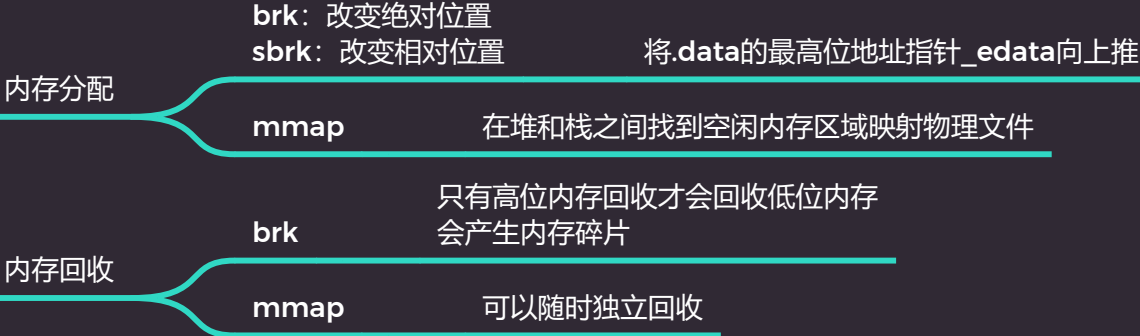 brk：改变绝对位置
sbrk：改变相对位置 将.data的最高位地址指针_edata向上推
内存分配
mmap 在堆和栈之间找到空闲内存区域映射物理文件
只有高位内存回收才会回收低位内存
brk 会产生内存碎片
内存回收
mmap 可以随时独立回收